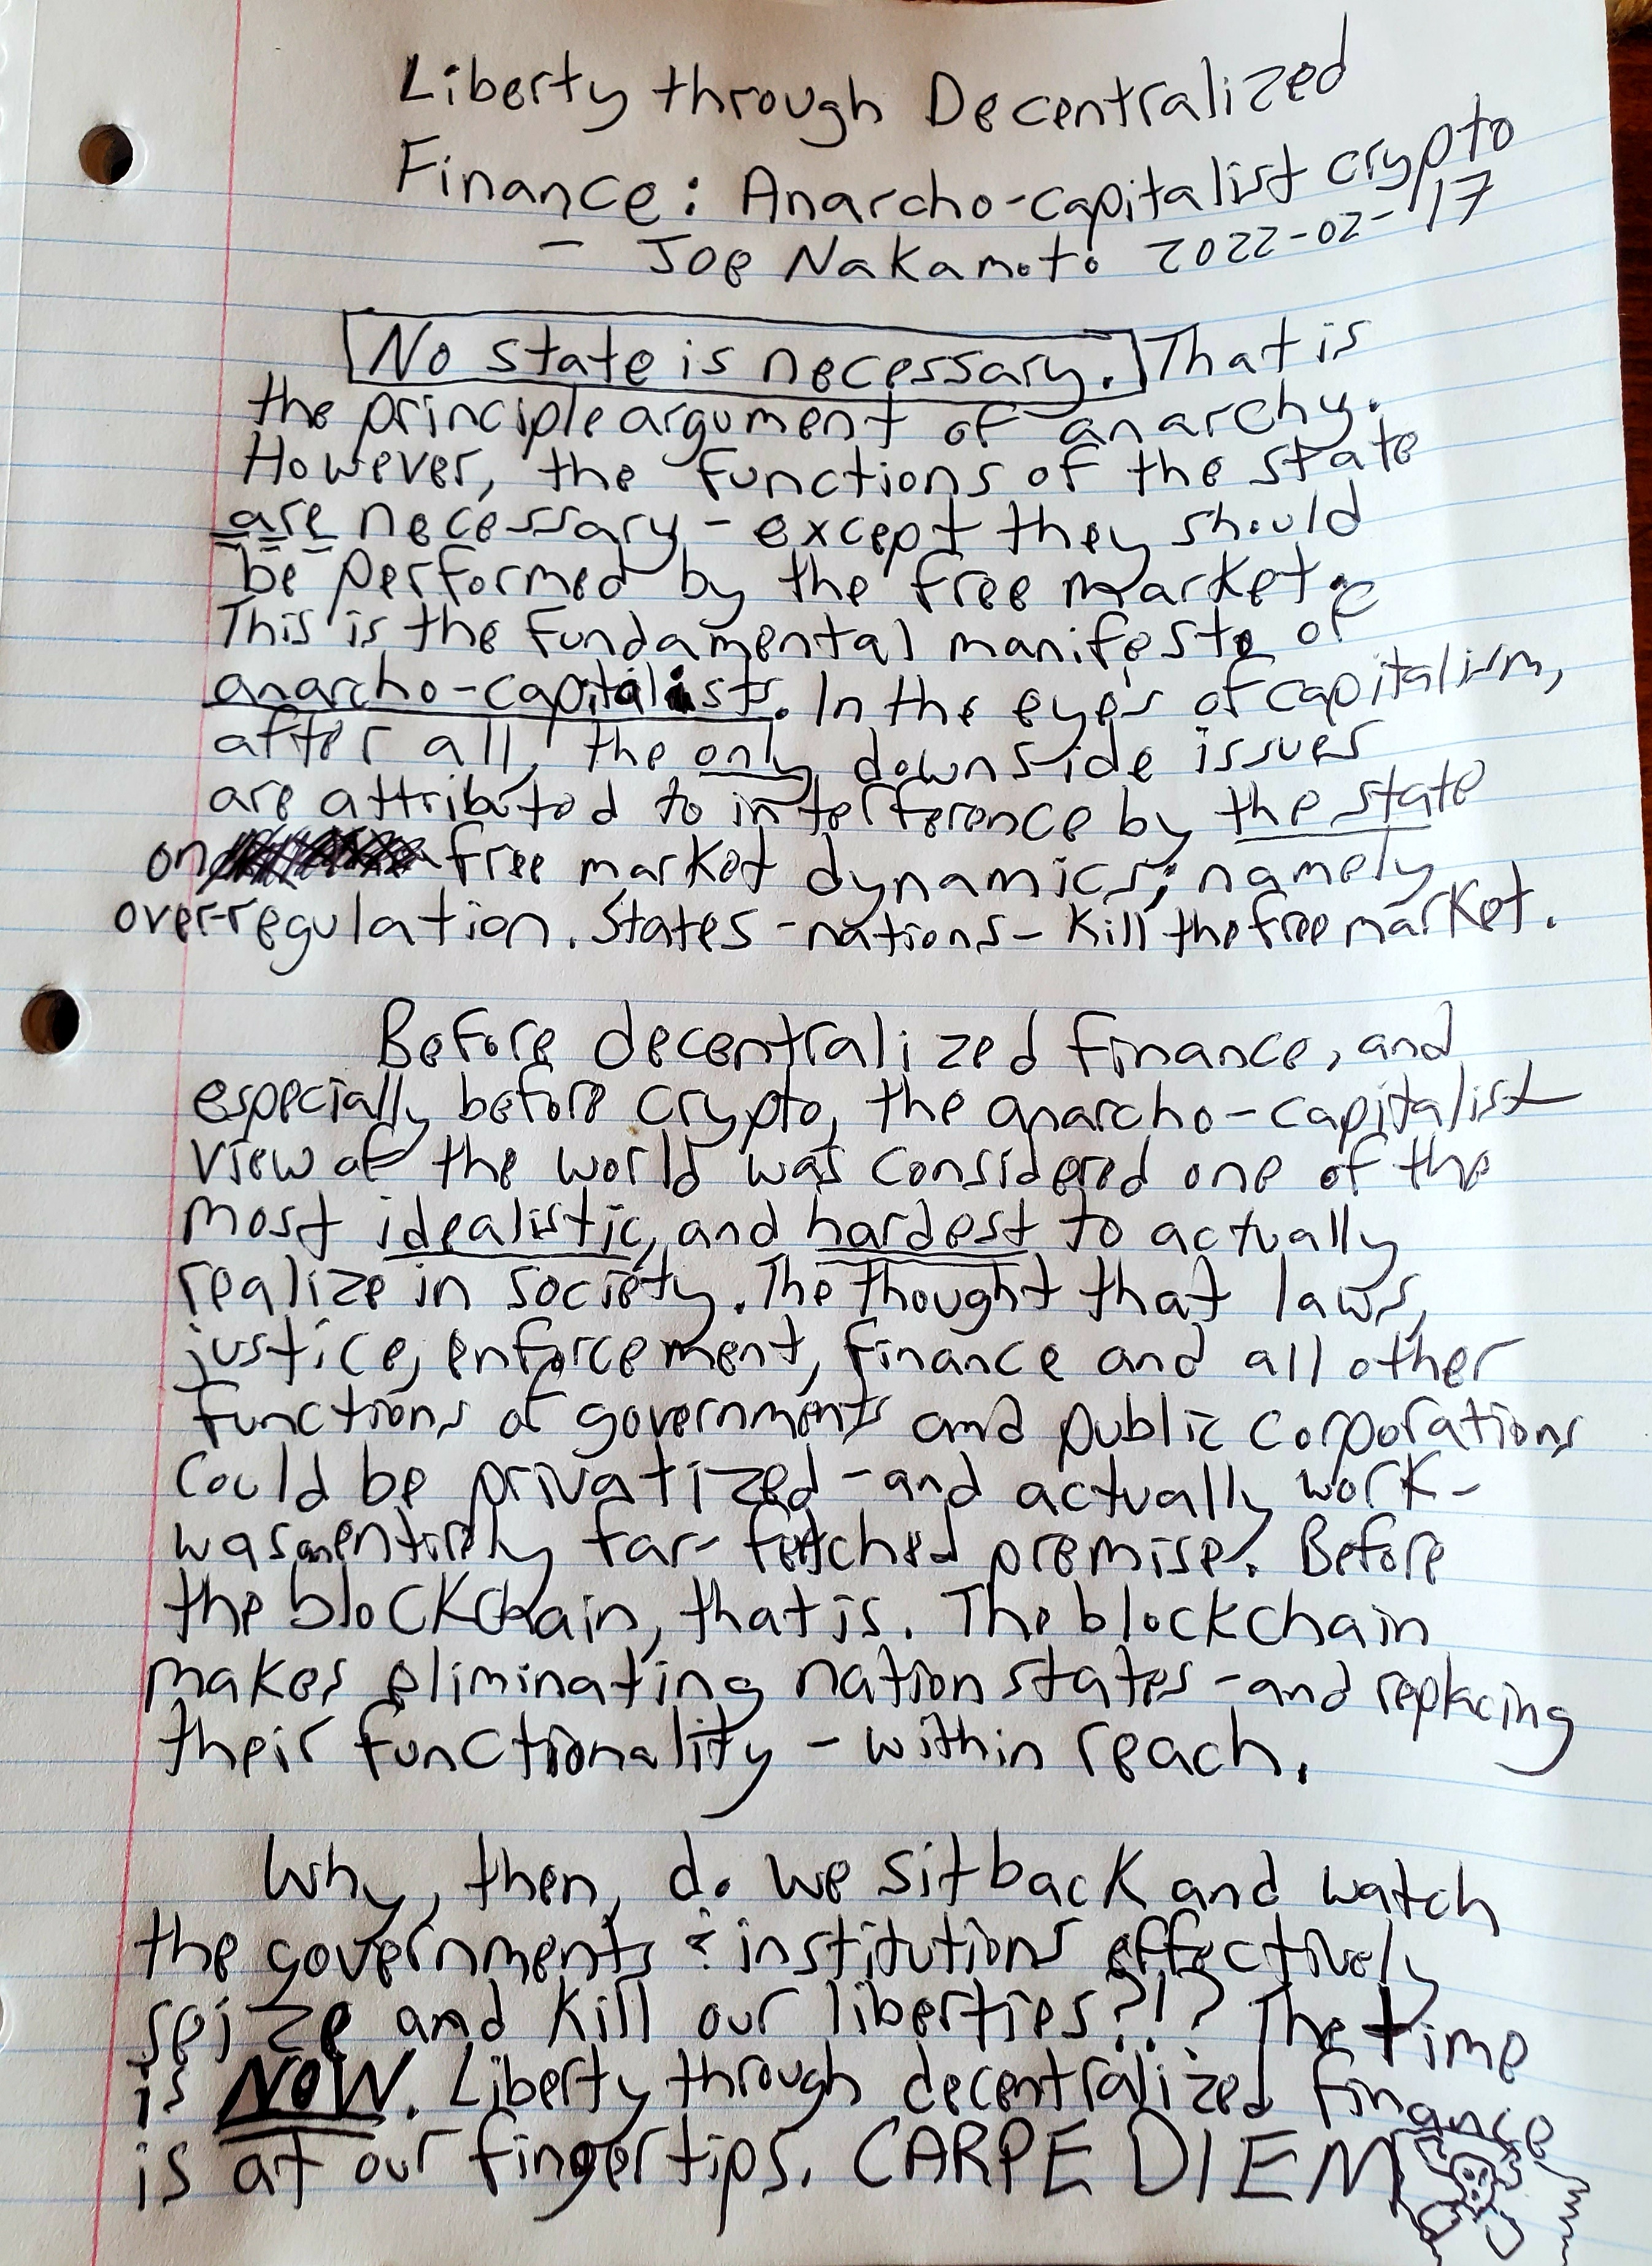 Liberty through Decentralized
Finance: Anarcho-capitalist crypto
- Joe Nakamoto 2022-02-17
No state is necessary. That is
the principle argument of anarchy.
However, the functions of the state
are necessary - except they should
be performed by the free market.
This is the fundamental manifesto of
anarcho-capitalists. In the eyes of capitalism,
after all, the only downside issues
are attributed to interference by the state
on free market dynamics; namely
over-regulation. States - nations - kill the free market.
Before decentralized finance, and
especially before crypto, the anarcho-capitalist
view of the world was considered one of the
most idealistic, and hardest to actually
realize in society. The thought that laws,
justice, enforcement, finance and all other
functions of governments and public corporations
could be privatized - and actually work -
was an entirely far-fetched premise. Before
the blockchain, that is. The blockchain
makes eliminating nation states - and replacing
their functionality - within reach.
Why, then, do we sit back and watch
the governments & institutions effectively
seize and kill our liberties?!? The time
is NOW. Liberty through decentralized finance
is at our fingertips. CARPE DIEM